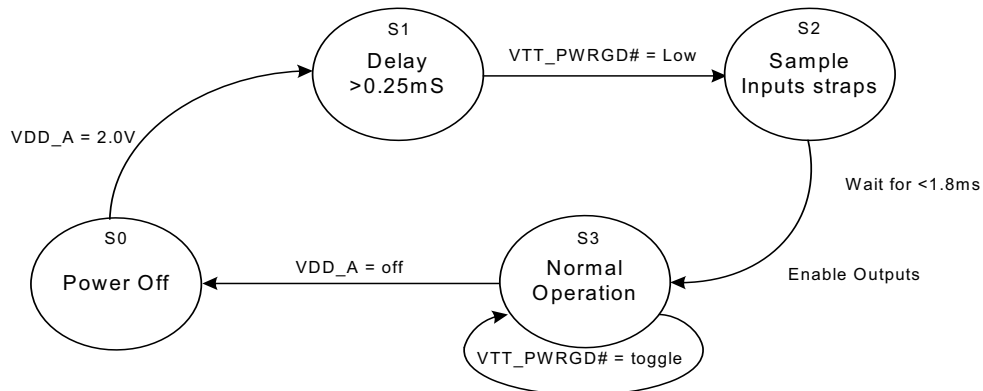 S1
Delay
>0.25mS
VTT_PWRGD# = Low
S2
Sample
Inputs straps
VDD_A = 2.0V
Wait for <1.8ms
S0
Power Off
VDD_A = off
S3
Normal
Operation
Enable Outputs
VTT_PWRGD# = toggle